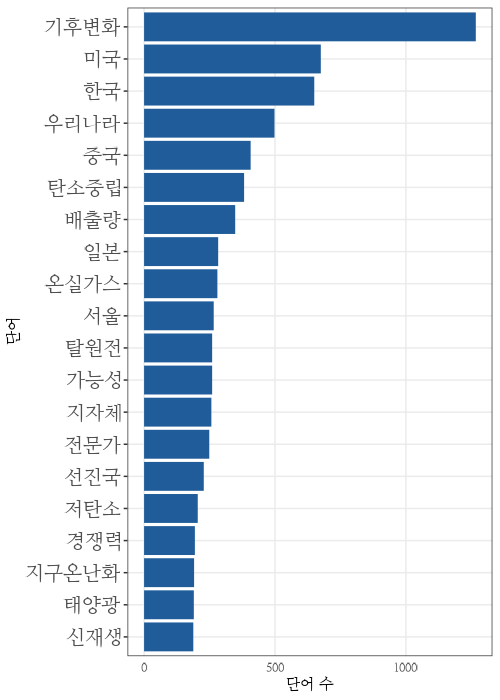 기후변화
미국
한국
우리나라
중국
탄소중립
배출량
일본
온실가스
서울
탈원전
가능성
지자체
전문가
선진국
저탄소
경쟁력
지구온난화
태양광
신재생
단어
0 500 1000
단어 수